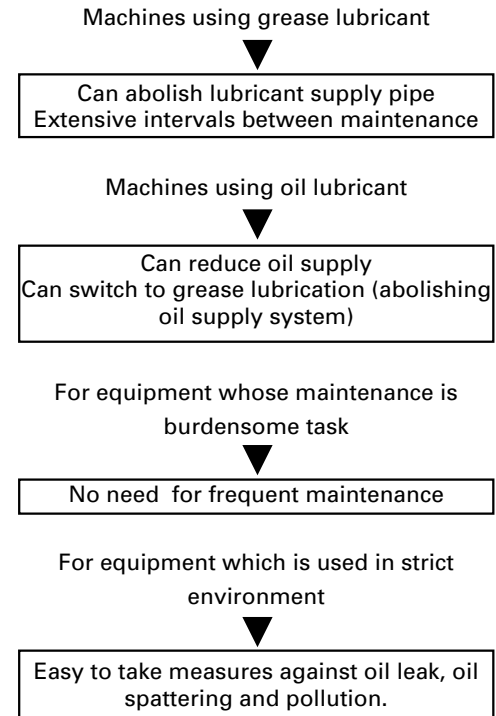 Machines using grease lubricant
Can abolish lubricant supply pipe
Extensive intervals between maintenance
Machines using oil lubricant
Can reduce oil supply
Can switch to grease lubrication (abolishing
oil supply system)
For equipment whose maintenance is
burdensome task
No need for frequent maintenance
For equipment which is used in strict
environment
Easy to take measures against oil leak, oil
spattering and pollution.